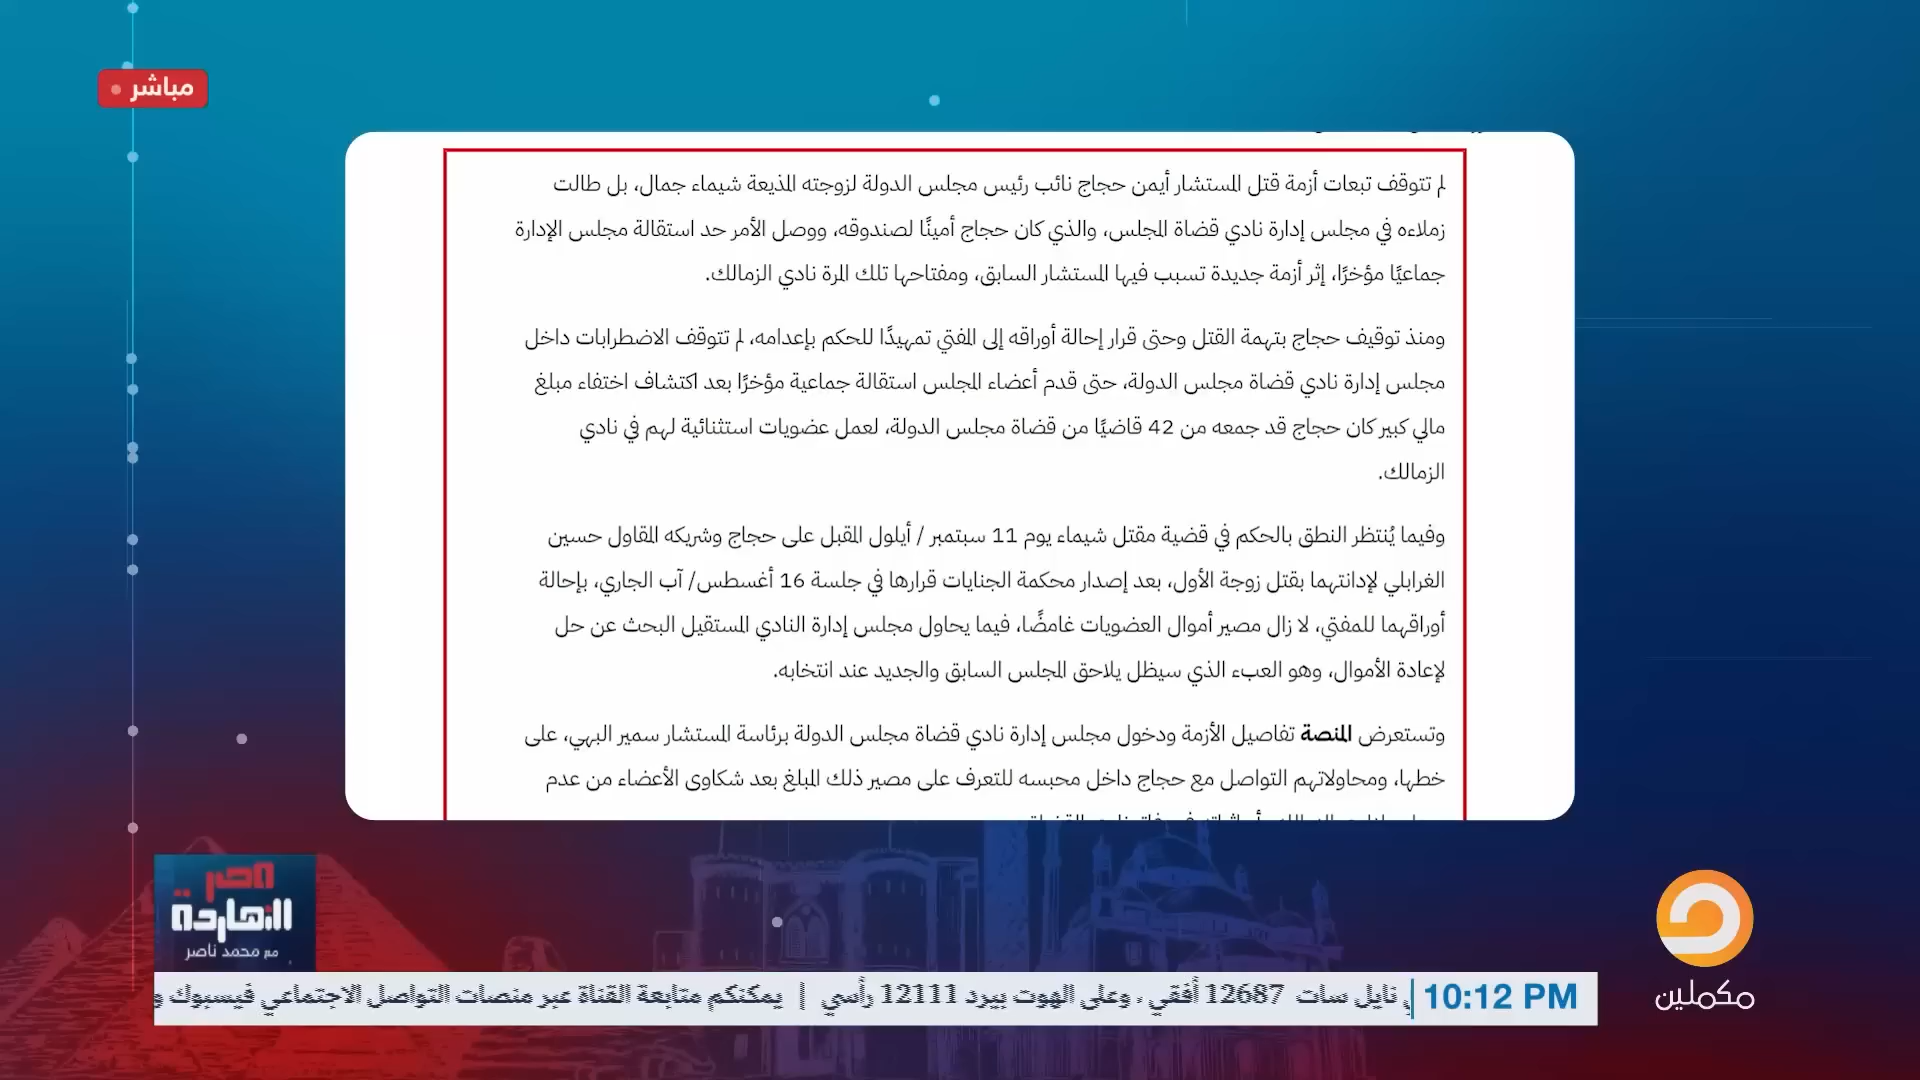 مباشر
لم تتوقف تبعات أزمة قتل المستشار أيمن حجاج نائب رئيس مجلس الدولة لزوجته المذيعة شيماء جمال، بل طالت
زملاءه في مجلس إدارة نادي قضاة المجلس، والذي كان حجاج أمينًا لصندوقه، ووصل الأمر حد استقالة مجلس الإدارة
جماعيًا مؤخرًا، إثر أزمة جديدة تسبب فيها المستشار السابق، ومفتاحها تلك المرة نادي الزمالك.
ومنذ توقيف حجاج بتهمة القتل وحتى قرار إحالة أوراقه إلى المفتي تمهيدًا للحكم بإعدامه، لم تتوقف الاضطرابات داخل
مجلس إدارة نادي قضاة مجلس الدولة، حتى قدم أعضاء المجلس استقالة جماعية مؤخرًا بعد اكتشاف اختفاء مبلغ
مالي كبير كان حجاج قد جمعه من 42 قاضيًا من قضاة مجلس الدولة، لعمل عضويات استثنائية لهم في نادي
الزمالك.
وفيما يُنتظر النطق بالحكم في قضية مقتل شيماء يوم 11 سبتمبر / أيلول المقبل على حجاج وشريكه المقاول حسين
الغرابلي لإدانتهما بقتل زوجة الأول، بعد إصدار محكمة الجنايات قرارها في جلسة 16 أغسطس/ آب الجاري، بإحالة
أوراقهما للمفتي، لا زال مصير أموال العضويات غامضًا، فيما يحاول مجلس إدارة النادي المستقيل البحث عن حل
لإعادة الأموال، وهو العبء الذي سيظل يلاحق المجلس السابق والجديد عند انتخابه.
وتستعرض المنصة تفاصيل الأزمة ودخول مجلس إدارة نادي قضاة مجلس الدولة برئاسة المستشار سمير البهي، على
خطها، ومحاولاتهم التواصل مع حجاج داخل محبسه للتعرف على مصير ذلك المبلغ بعد شكاوى الأعضاء من عدم
مصر
النهاردة
مع محمد ناصر
مكملين
10:12 PM
نايل سات 12687 أفقي ، وعلى الهوت بيرد 12111 رأسي | يمكنكم متابعة القناة عبر منصات التواصل الاجتماعي فيسبوك و